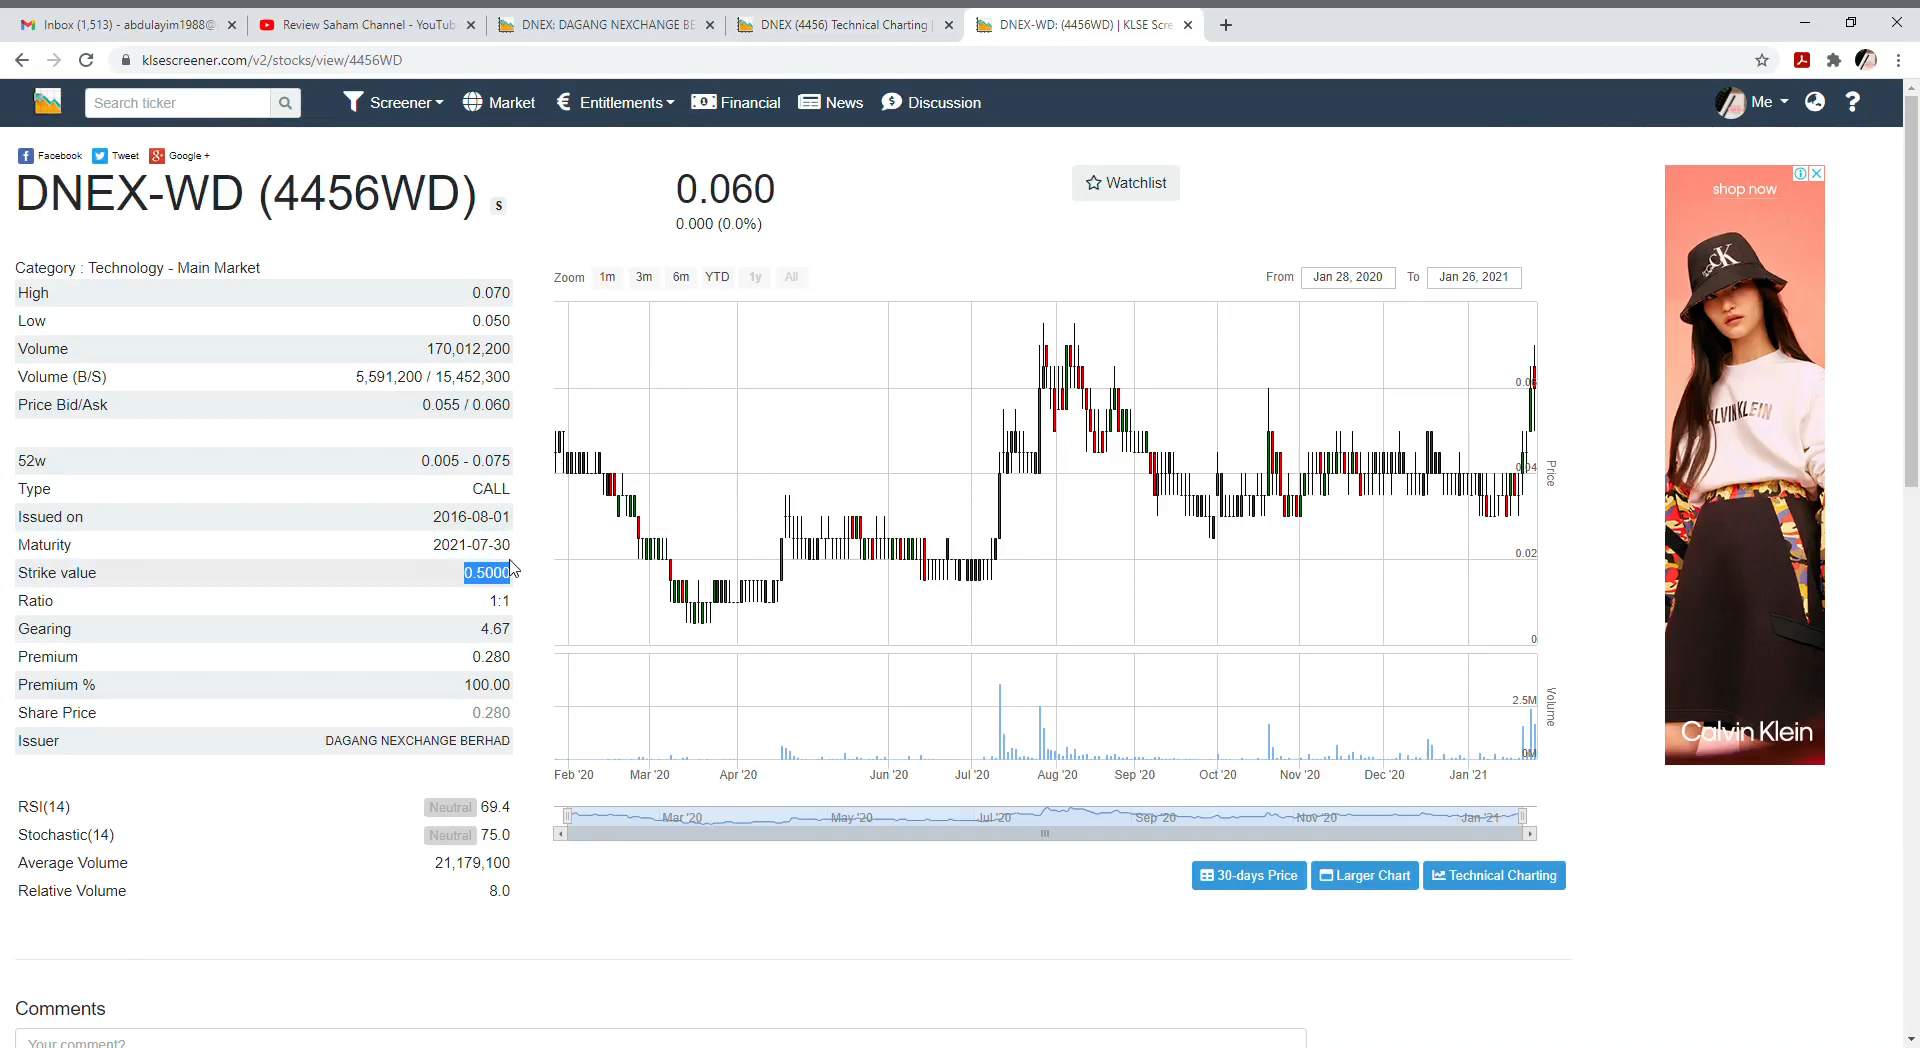 Inbox (1,513) - abdulayim1988@
Review Saham Channel - YouTub
DNEX: DAGANG NEXCHANGE BE
DNEX (4456) Technical Charting |
DNEX-WD: (4456WD) | KLSE Scre
klsescreener.com/v2/stocks/view/4456WD
Search ticker
Screener
Market
Entitlements
Financial
News
Discussion
Me
Facebook
Tweet
Google +
DNEX-WD (4456WD)
S
0.060
0.000 (0.0%)
Watchlist
Category : Technology - Main Market
High 0.070
Low 0.050
Volume 170,012,200
Volume (B/S) 5,591,200 / 15,452,300
Price Bid/Ask 0.055 / 0.060
52w 0.005 - 0.075
Type CALL
Issued on 2016-08-01
Maturity 2021-07-30
Strike value 0.5000
Ratio 1:1
Gearing 4.67
Premium 0.280
Premium % 100.00
Share Price 0.280
Issuer DAGANG NEXCHANGE BERHAD
RSI(14) Neutral 69.4
Stochastic(14) Neutral 75.0
Average Volume 21,179,100
Relative Volume 8.0
Zoom 1m 3m 6m YTD 1y All
From Jan 28, 2020 To Jan 26, 2021
0.04
0.02
0
Price
2.5M
0M
Volume
Feb '20 Mar '20 Apr '20 Jun '20 Jul '20 Aug '20 Sep '20 Oct '20 Nov '20 Dec '20 Jan '21
Mar '20 May '20 Jul '20 Sep '20 Nov '20 Jan '21
30-days Price
Larger Chart
Technical Charting
shop now
CK
CALVIN KLEIN
Calvin Klein
Comments
Your comment?